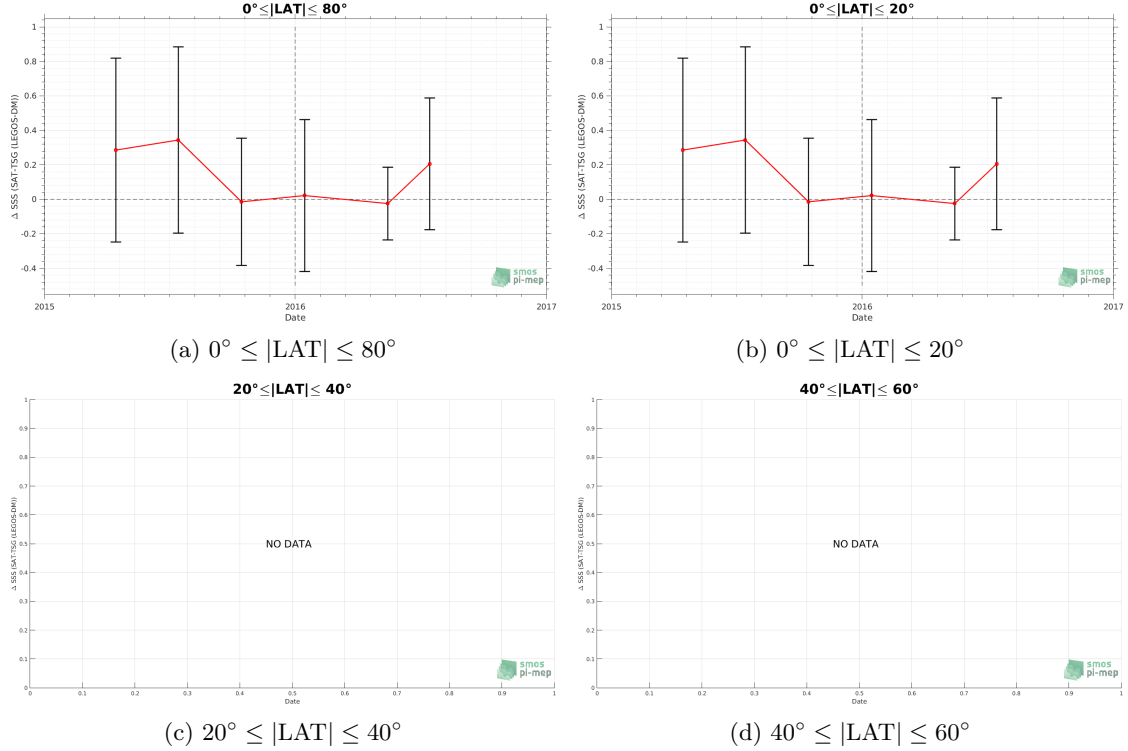 0°≤|LAT|≤ 80°
Δ SSS (SAT-TSG (LEGOS-DM))
1
0.8
0.6
0.4
0.2
0
-0.2
-0.4
2015
2016
2017
Date
smos
pi-mep
(a) 0° ≤ |LAT| ≤ 80°
0°≤|LAT|≤ 20°
Δ SSS (SAT-TSG (LEGOS-DM))
1
0.8
0.6
0.4
0.2
0
-0.2
-0.4
2015
2016
2017
Date
smos
pi-mep
(b) 0° ≤ |LAT| ≤ 20°
20°≤|LAT|≤ 40°
Δ SSS (SAT-TSG (LEGOS-DM))
1
0.9
0.8
0.7
0.6
0.5
0.4
0.3
0.2
0.1
0
NO DATA
0 0.1 0.2 0.3 0.4 0.5 0.6 0.7 0.8 0.9 1
Date
smos
pi-mep
(c) 20° ≤ |LAT| ≤ 40°
40°≤|LAT|≤ 60°
Δ SSS (SAT-TSG (LEGOS-DM))
1
0.9
0.8
0.7
0.6
0.5
0.4
0.3
0.2
0.1
0
NO DATA
0 0.1 0.2 0.3 0.4 0.5 0.6 0.7 0.8 0.9 1
Date
smos
pi-mep
(d) 40° ≤ |LAT| ≤ 60°